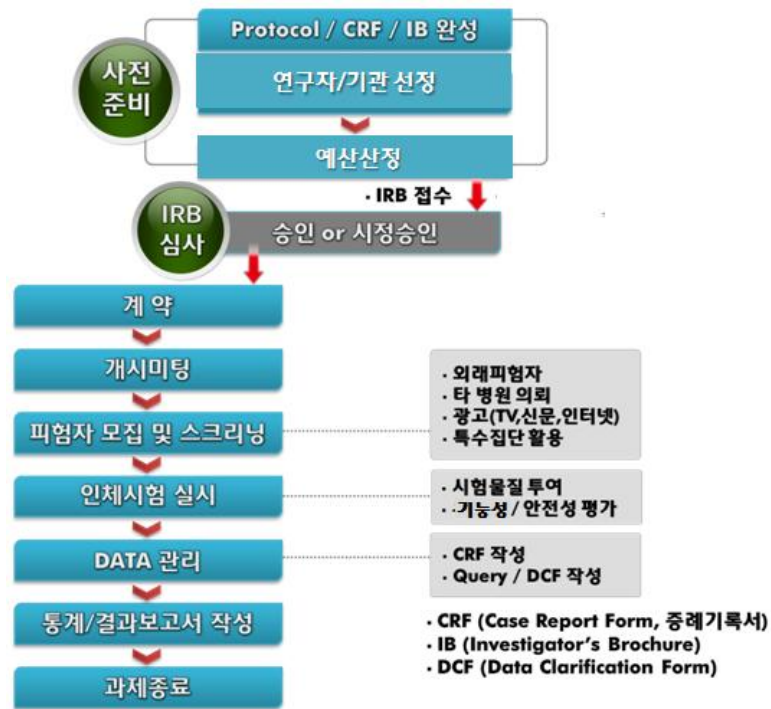 Protocol / CRF / IB 완성
사전
준비
연구자/기관 선정
예산산정
· IRB 접수
IRB
심사
승인 or 시정승인
계 약
개시미팅
피험자 모집 및 스크리닝
· 외래피험자
· 타 병원 의뢰
· 광고(TV,신문,인터넷)
· 특수집단 활용
인체시험 실시
· 시험물질 투여
· 기능성 / 안전성 평가
DATA 관리
· CRF 작성
· Query / DCF 작성
통계/결과보고서 작성
과제종료
· CRF (Case Report Form, 증례기록서)
· IB (Investigator's Brochure)
· DCF (Data Clarification Form)